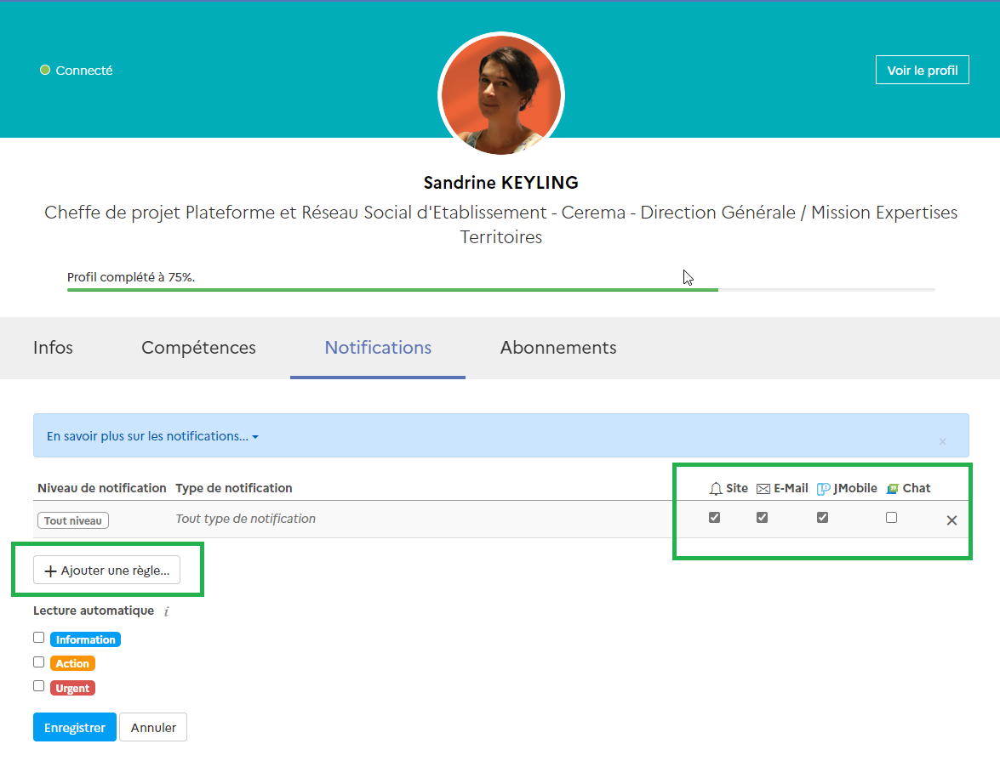 Connecté
Voir le profil
Sandrine KEYLING
Cheffe de projet Plateforme et Réseau Social d'Etablissement - Cerema - Direction Générale / Mission Expertises
Territoires
Profil complété à 75%.
Infos Compétences Notifications Abonnements
En savoir plus sur les notifications...
Niveau de notification Type de notification Site E-Mail JMobile Chat
Tout niveau Tout type de notification
Ajouter une règle...
Lecture automatique i
Information
Action
Urgent
Enregistrer Annuler